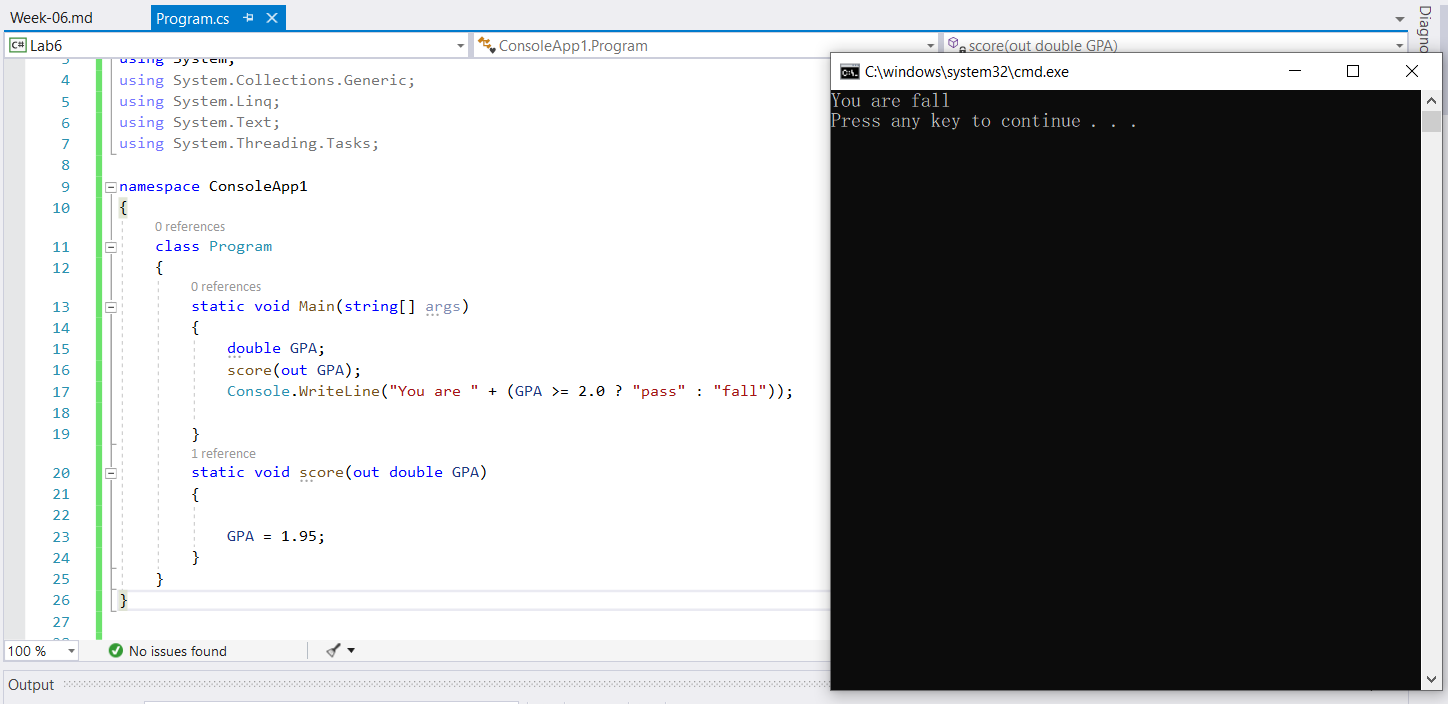 Week-06.md Program.cs
Diagno
C# Lab6 ConsoleApp1.Program score(out double GPA)
3 using System;
4 using System.Collections.Generic;
5 using System.Linq;
6 using System.Text;
7 using System.Threading.Tasks;
8
9 namespace ConsoleApp1
10 {
0 references
11 class Program
12 {
0 references
13 static void Main(string[] args)
14 {
15 double GPA;
16 score(out GPA);
17 Console.WriteLine("You are " + (GPA >= 2.0 ? "pass" : "fall"));
18
19 }
1 reference
20 static void score(out double GPA)
21 {
22
23 GPA = 1.95;
24 }
25 }
26 }
27
100 % No issues found
Output
C:\windows\system32\cmd.exe
You are fall
Press any key to continue . . .